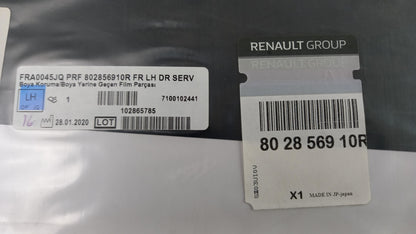 FRA0045JQ PRF 802856910R FR LH DR SERV
Boya Koruma/Boya Yerine Geçen Film Parçası
LH
1
7100102441
102865785
16
28.01.2020
LOT
RENAULT GROUP
80 28 569 10R
X1 MADE IN JP-japan